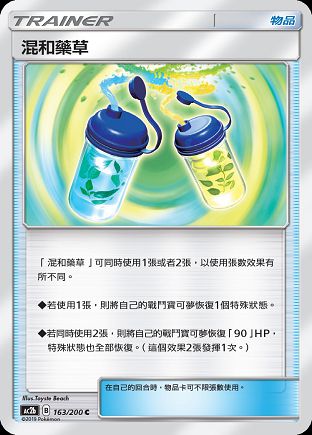 TRAINER 物品
混和藥草
「混和藥草」可同時使用1張或者2張,以使用張數效果有
所不同。
◆若使用1張,則將自己的戰鬥寶可夢恢復1個特殊狀態。
◆若同時使用2張,則將自己的戰鬥寶可夢恢復「90」HP,
特殊狀態也全部恢復。(這個效果2張發揮1次。)
在自己的回合時,物品卡可不限張數使用。
Illus.Toyste Beach
AC2b B 163/200 C
©2019 Pokémon